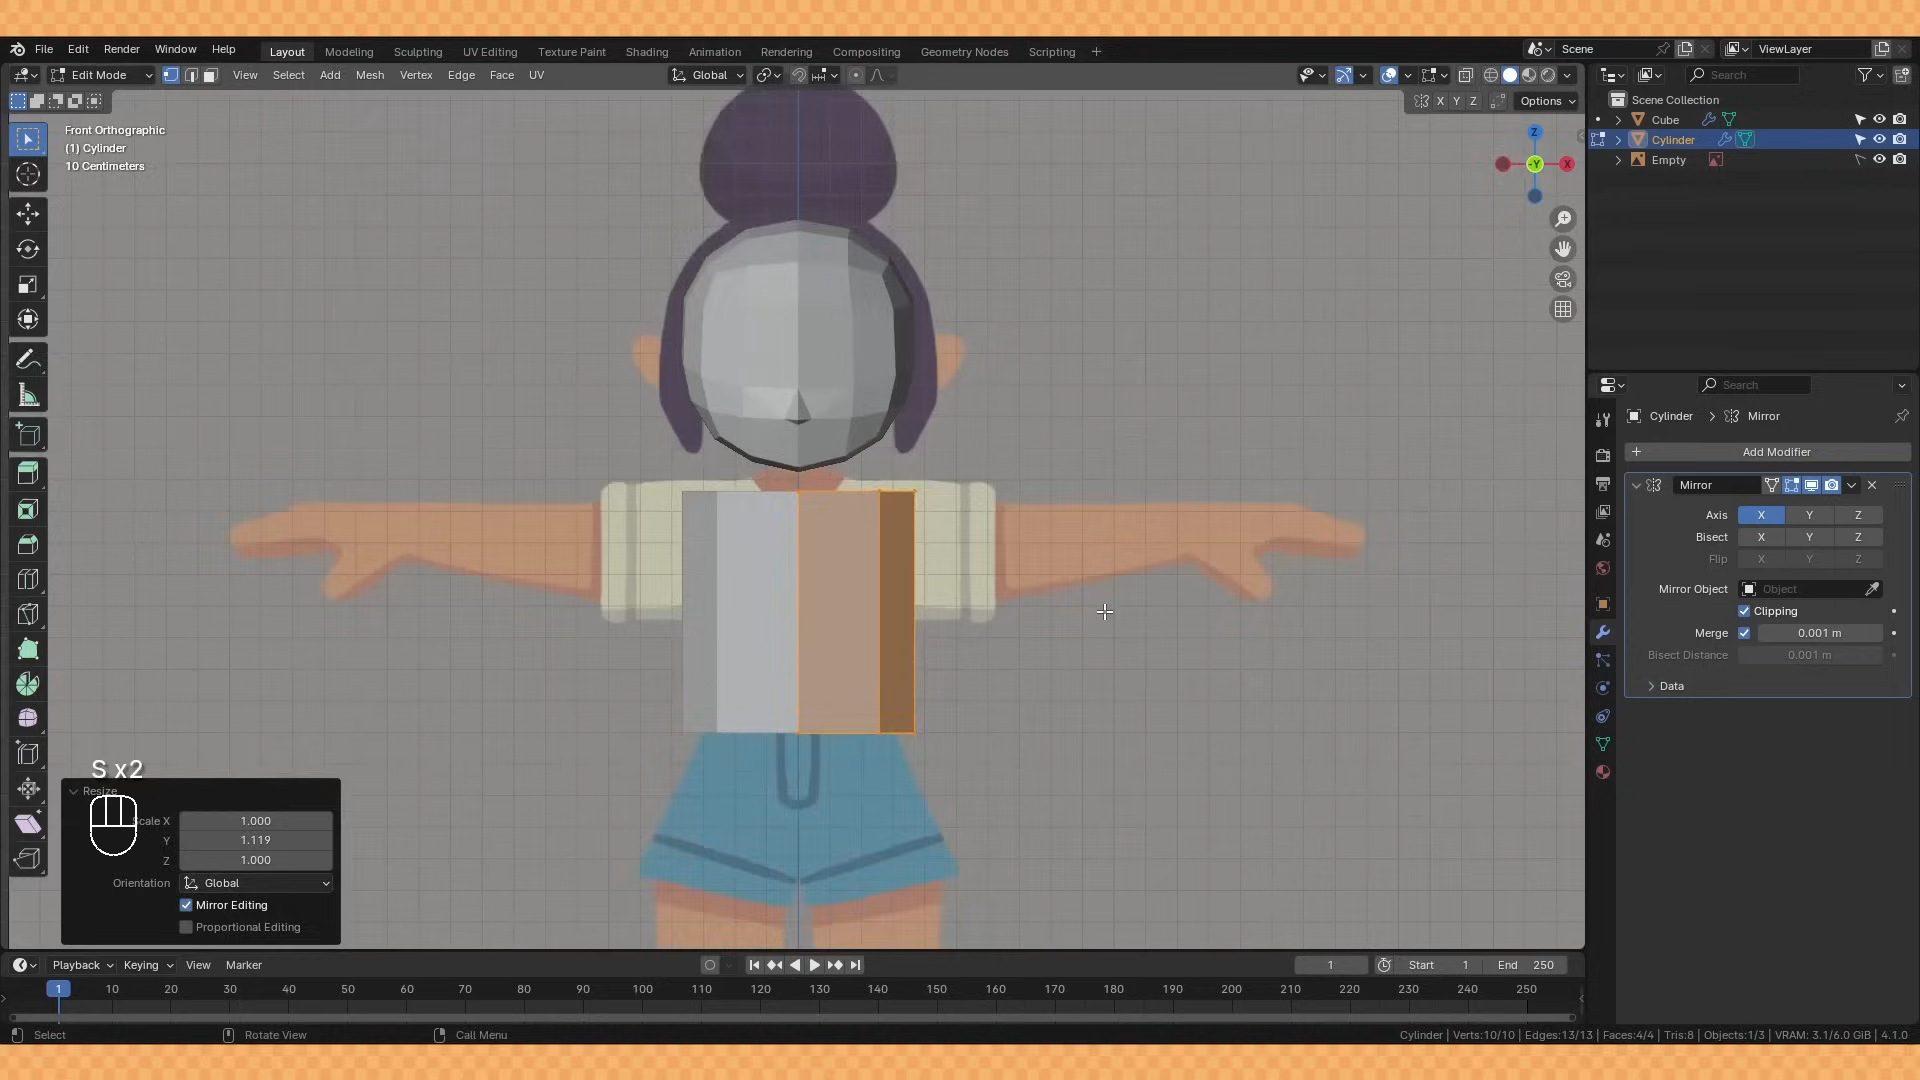 File Edit Render Window Help Layout Modeling Sculpting UV Editing Texture Paint Shading Animation Rendering Compositing Geometry Nodes Scripting + Scene ViewLayer
Edit Mode View Select Add Mesh Vertex Edge Face UV Global Search
X Y Z Options
Front Orthographic
(1) Cylinder
10 Centimeters
Z
-Y X
Scene Collection
Cube
Cylinder
Empty
Search
Cylinder > Mirror
+ Add Modifier
Mirror
Axis X Y Z
Bisect X Y Z
Flip X Y Z
Mirror Object Object
Clipping
Merge 0.001 m
Bisect Distance 0.001 m
Data
S x2
Resize
Scale X 1.000
Y 1.119
Z 1.000
Orientation Global
Mirror Editing
Proportional Editing
Playback Keying View Marker 1 Start 1 End 250
1 10 20 30 40 50 60 70 80 90 100 110 120 130 140 150 160 170 180 190 200 210 220 230 240 250
Select Rotate View Call Menu Cylinder | Verts:10/10 | Edges:13/13 | Faces:4/4 | Tris:8 | Objects:1/3 | VRAM: 3.1/6.0 GiB | 4.1.0